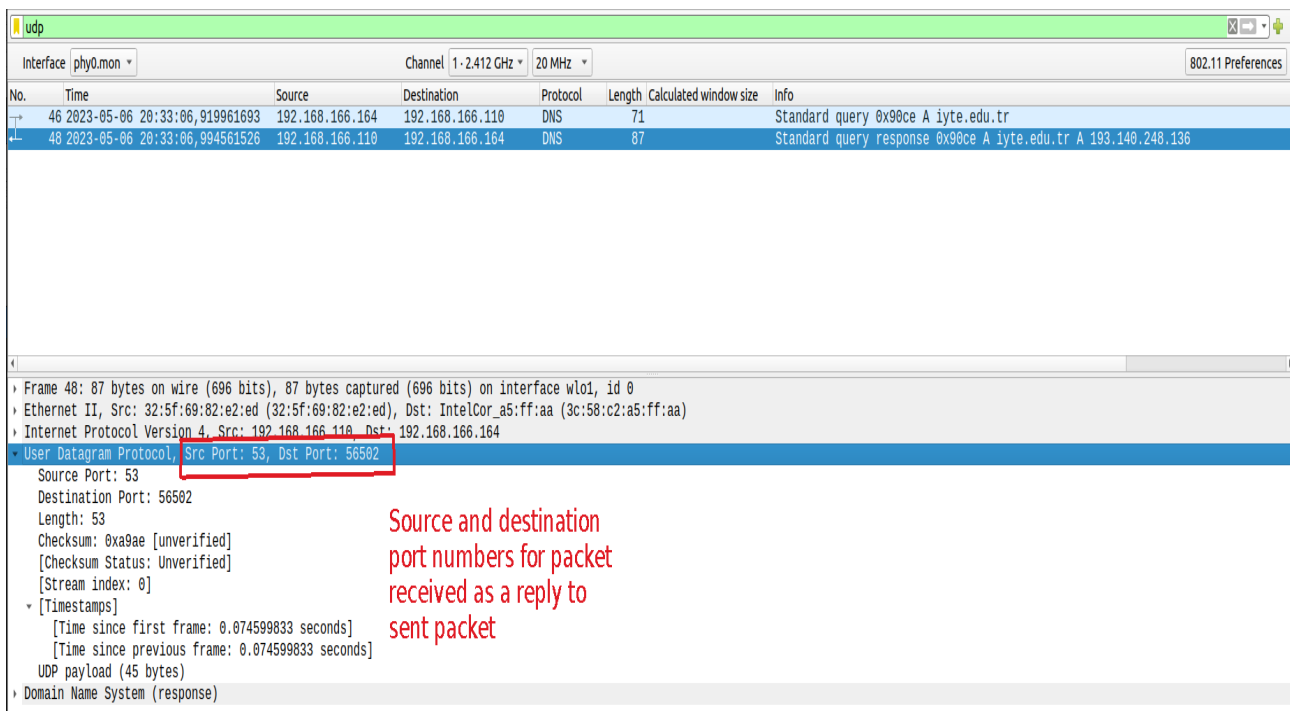 udp
Interface phy0.mon Channel 1 · 2.412 GHz 20 MHz 802.11 Preferences
No. Time Source Destination Protocol Length Calculated window size Info
46 2023-05-06 20:33:06,919961693 192.168.166.164 192.168.166.110 DNS 71 Standard query 0x90ce A iyte.edu.tr
48 2023-05-06 20:33:06,994561526 192.168.166.110 192.168.166.164 DNS 87 Standard query response 0x90ce A iyte.edu.tr A 193.140.248.136
Frame 48: 87 bytes on wire (696 bits), 87 bytes captured (696 bits) on interface wlo1, id 0
Ethernet II, Src: 32:5f:69:82:e2:ed (32:5f:69:82:e2:ed), Dst: IntelCor_a5:ff:aa (3c:58:c2:a5:ff:aa)
Internet Protocol Version 4, Src: 192.168.166.110, Dst: 192.168.166.164
User Datagram Protocol, Src Port: 53, Dst Port: 56502
Source Port: 53
Destination Port: 56502
Length: 53
Checksum: 0xa9ae [unverified]
[Checksum Status: Unverified]
[Stream index: 0]
[Timestamps]
[Time since first frame: 0.074599833 seconds]
[Time since previous frame: 0.074599833 seconds]
UDP payload (45 bytes)
Domain Name System (response)
Source and destination
port numbers for packet
received as a reply to
sent packet